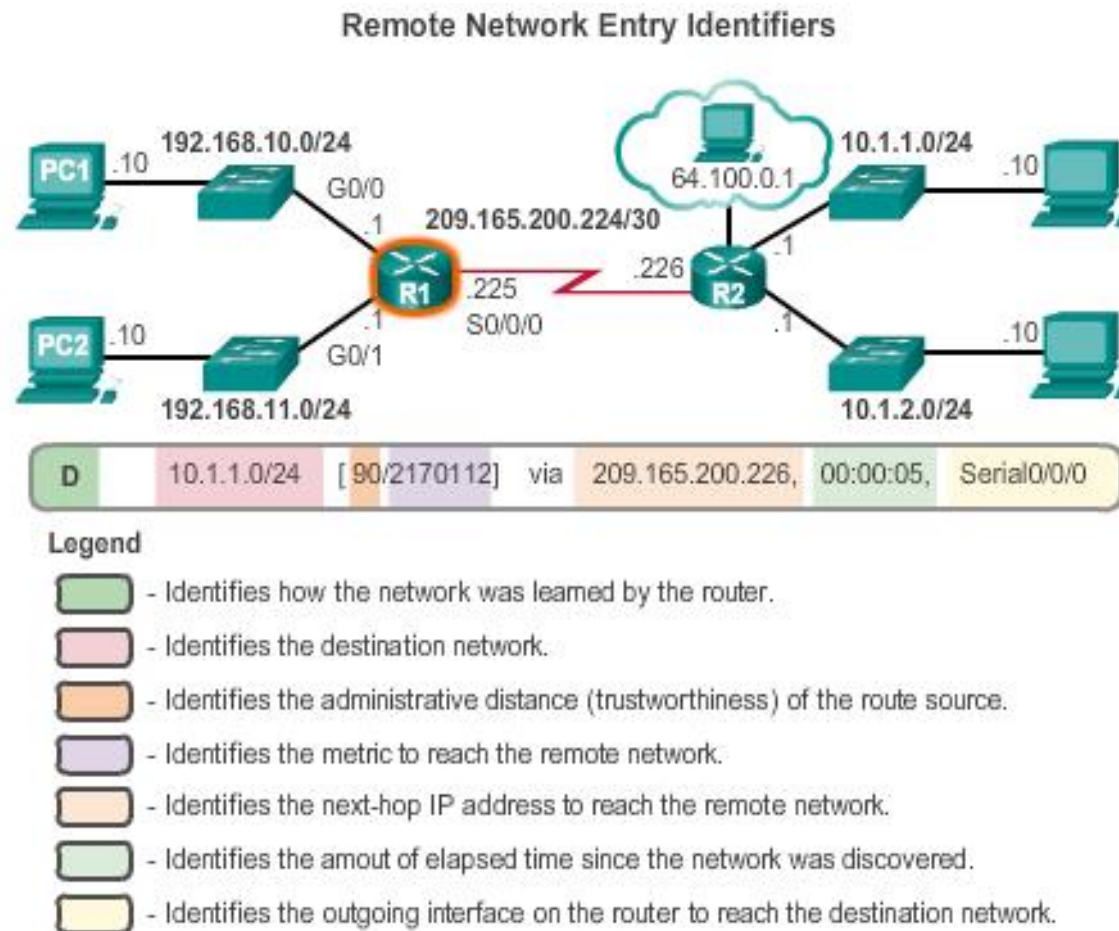 Remote Network Entry Identifiers
192.168.10.0/24
10.1.1.0/24
PC1
.10
G0/0
.1
64.100.0.1
.10
209.165.200.224/30
R1
.225
S0/0/0
.226
R2
.1
.1
PC2
.10
.1
G0/1
.10
192.168.11.0/24
10.1.2.0/24
D 10.1.1.0/24 [ 90/2170112] via 209.165.200.226, 00:00:05, Serial0/0/0
Legend
- Identifies how the network was learned by the router.
- Identifies the destination network.
- Identifies the administrative distance (trustworthiness) of the route source.
- Identifies the metric to reach the remote network.
- Identifies the next-hop IP address to reach the remote network.
- Identifies the amout of elapsed time since the network was discovered.
- Identifies the outgoing interface on the router to reach the destination network.